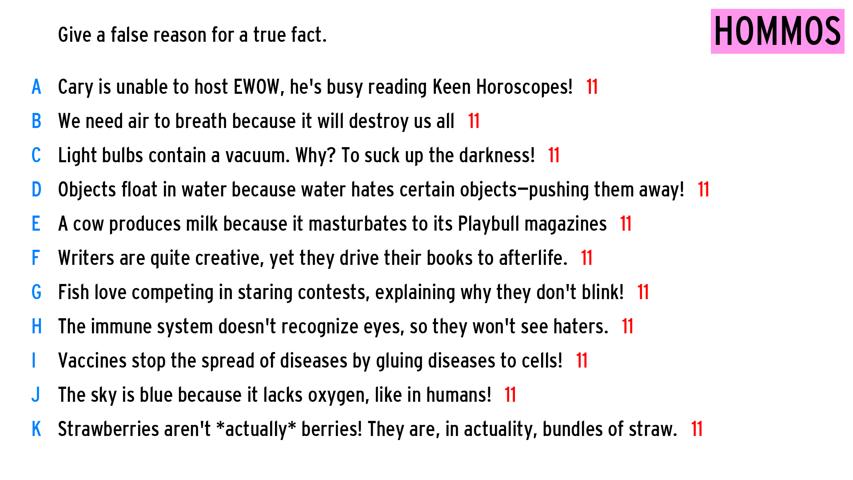 Give a false reason for a true fact.
HOMMOS
A Cary is unable to host EWOW, he's busy reading Keen Horoscopes! 11
B We need air to breath because it will destroy us all 11
C Light bulbs contain a vacuum. Why? To suck up the darkness! 11
D Objects float in water because water hates certain objects—pushing them away! 11
E A cow produces milk because it masturbates to its Playbull magazines 11
F Writers are quite creative, yet they drive their books to afterlife. 11
G Fish love competing in staring contests, explaining why they don't blink! 11
H The immune system doesn't recognize eyes, so they won't see haters. 11
I Vaccines stop the spread of diseases by gluing diseases to cells! 11
J The sky is blue because it lacks oxygen, like in humans! 11
K Strawberries aren't *actually* berries! They are, in actuality, bundles of straw. 11